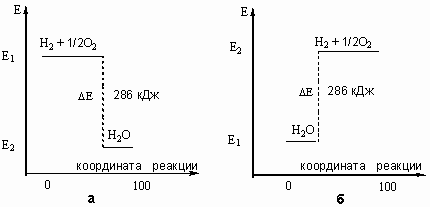 E
H2 + 1/2O2
E1
ΔE 286 кДж
H2O
E2
координата реакции
0 100
а
E
H2 + 1/2O2
E2
ΔE 286 кДж
H2O
E1
координата реакции
0 100
б